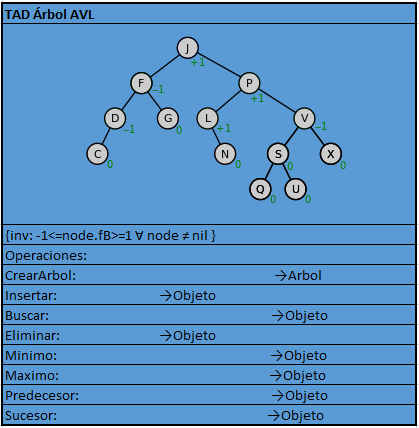 TAD Árbol AVL
J
+1
F
-1
P
+1
D
-1
G
0
L
+1
V
-1
C
0
N
0
S
0
X
0
Q
0
U
0
{inv: -1<=node.fB>=1 ∀ node ≠ nil }
Operaciones:
CrearArbol: →Arbol
Insertar: →Objeto
Buscar: →Objeto
Eliminar: →Objeto
Minimo: →Objeto
Maximo: →Objeto
Predecesor: →Objeto
Sucesor: →Objeto